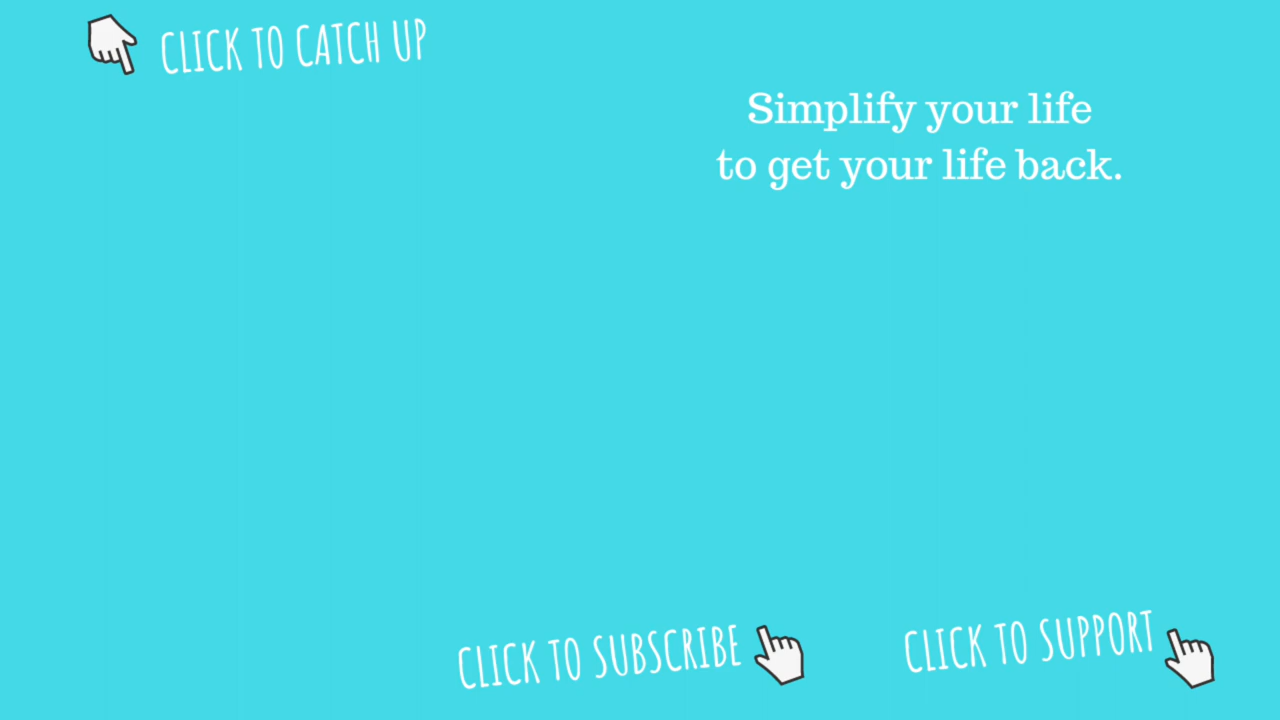 CLICK TO CATCH UP
Simplify your life
to get your life back.
CLICK TO SUBSCRIBE
CLICK TO SUPPORT